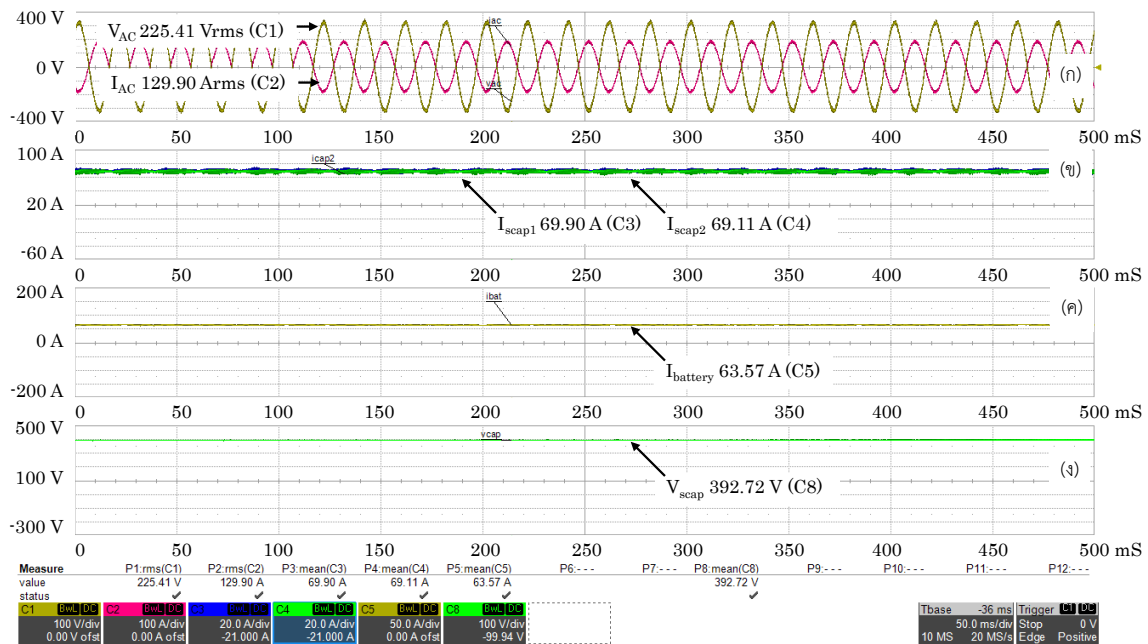 400 V
V_AC 225.41 Vrms (C1)
iac
0 V
(ก)
I_AC 129.90 Arms (C2)
vac
-400 V
0 50 100 150 200 250 300 350 400 450 500 mS
100 A
icap2
(ข)
20 A
I_scap1 69.90 A (C3)
I_scap2 69.11 A (C4)
-60 A
0 50 100 150 200 250 300 350 400 450 500 mS
200 A
ibat
(ค)
0 A
I_battery 63.57 A (C5)
-200 A
0 50 100 150 200 250 300 350 400 450 500 mS
500 V
vcap
100 V
(ง)
V_scap 392.72 V (C8)
-300 V
0 50 100 150 200 250 300 350 400 450 500 mS
Measure P1:rms(C1) P2:rms(C2) P3:mean(C3) P4:mean(C4) P5:mean(C5) P6:- - - P7:- - - P8:mean(C8) P9:- - - P10:- - - P11:- - - P12:- - -
value 225.41 V 129.90 A 69.90 A 69.11 A 63.57 A 392.72 V
status
C1 BwL DC
100 V/div
0.00 V ofst
C2 BwL DC
100 A/div
0.00 A ofst
C3 BwL DC
20.0 A/div
-21.000 A
C4 BwL DC
20.0 A/div
-21.000 A
C5 BwL DC
50.0 A/div
0.00 A ofst
C8 BwL DC
100 V/div
-99.94 V
Tbase -36 ms
50.0 ms/div
10 MS 20 MS/s
Trigger C1 DC
Stop 0 V
Edge Positive